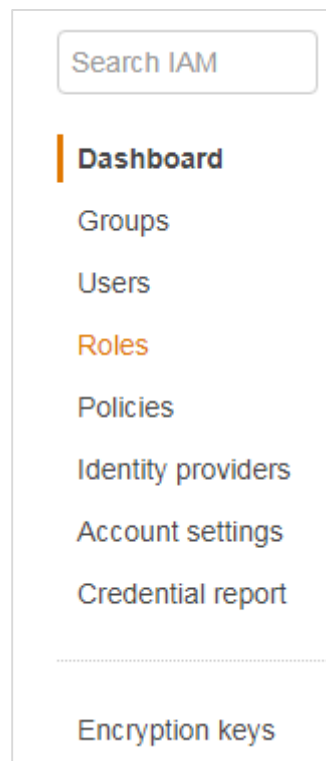 Search IAM
Dashboard
Groups
Users
Roles
Policies
Identity providers
Account settings
Credential report
Encryption keys